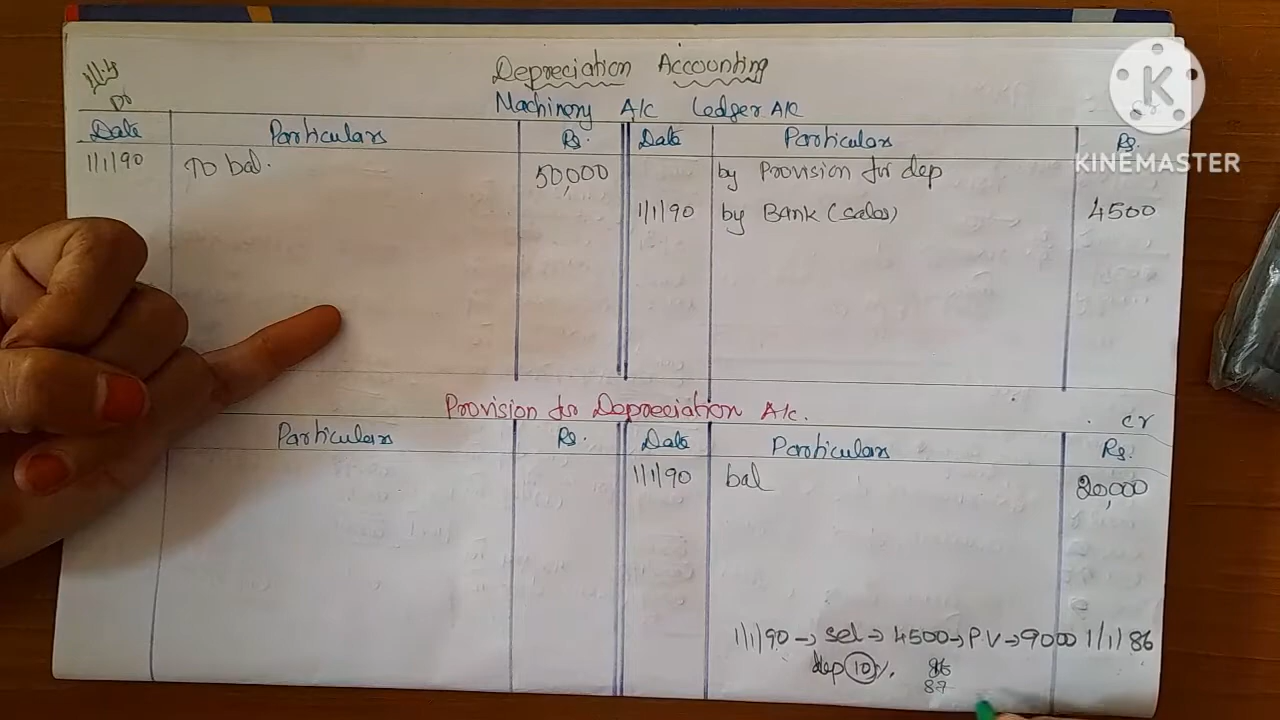 Depreciation Accounting
K
KINEMASTER
Dr
Machinery A/c Ledger A/c
Date Particulars Rs. Date Particulars Rs.
1/1/90 To bal. 50,000 by Provision for dep
1/1/90 by Bank (sales) 4500
Provision for Depreciation A/c.
cr
Particulars Rs. Date Particulars Rs.
1/1/90 bal 20,000
1/1/90 → sel → 4500 → P.V → 9000 1/1/86
dep 10%. 86
87